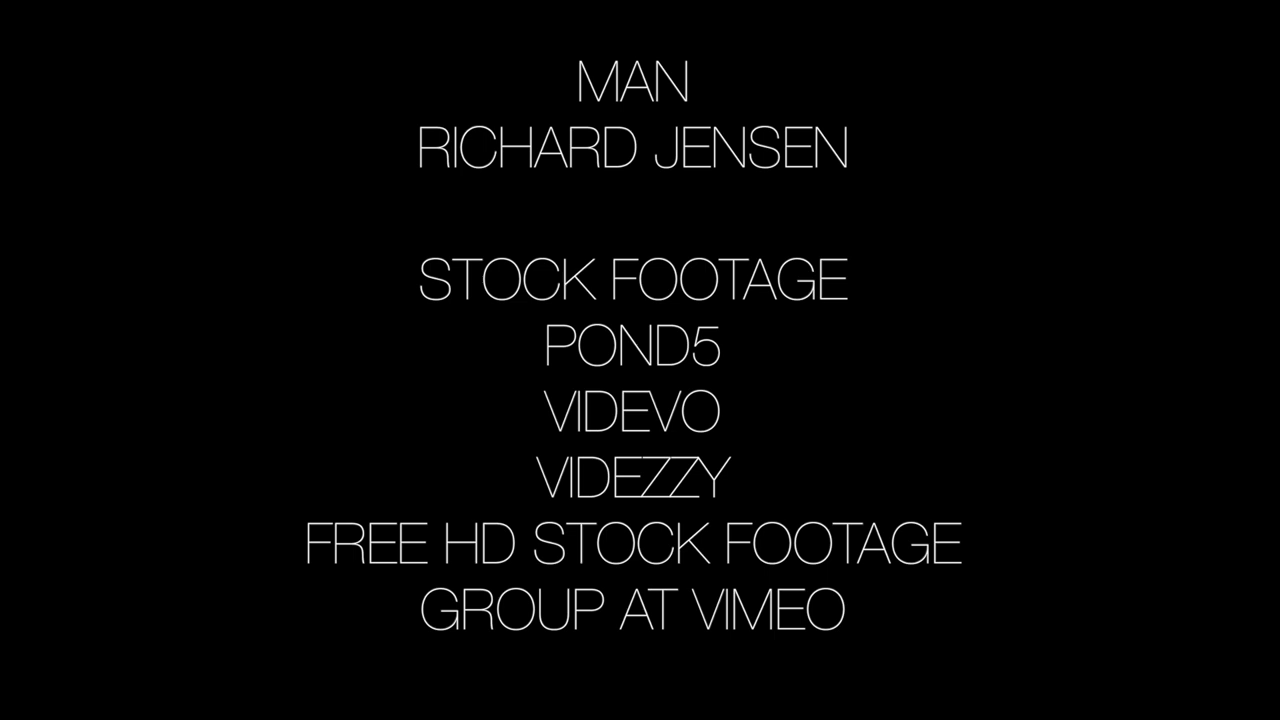 MAN
RICHARD JENSEN
STOCK FOOTAGE
POND5
VIDEVO
VIDEZZY
FREE HD STOCK FOOTAGE
GROUP AT VIMEO